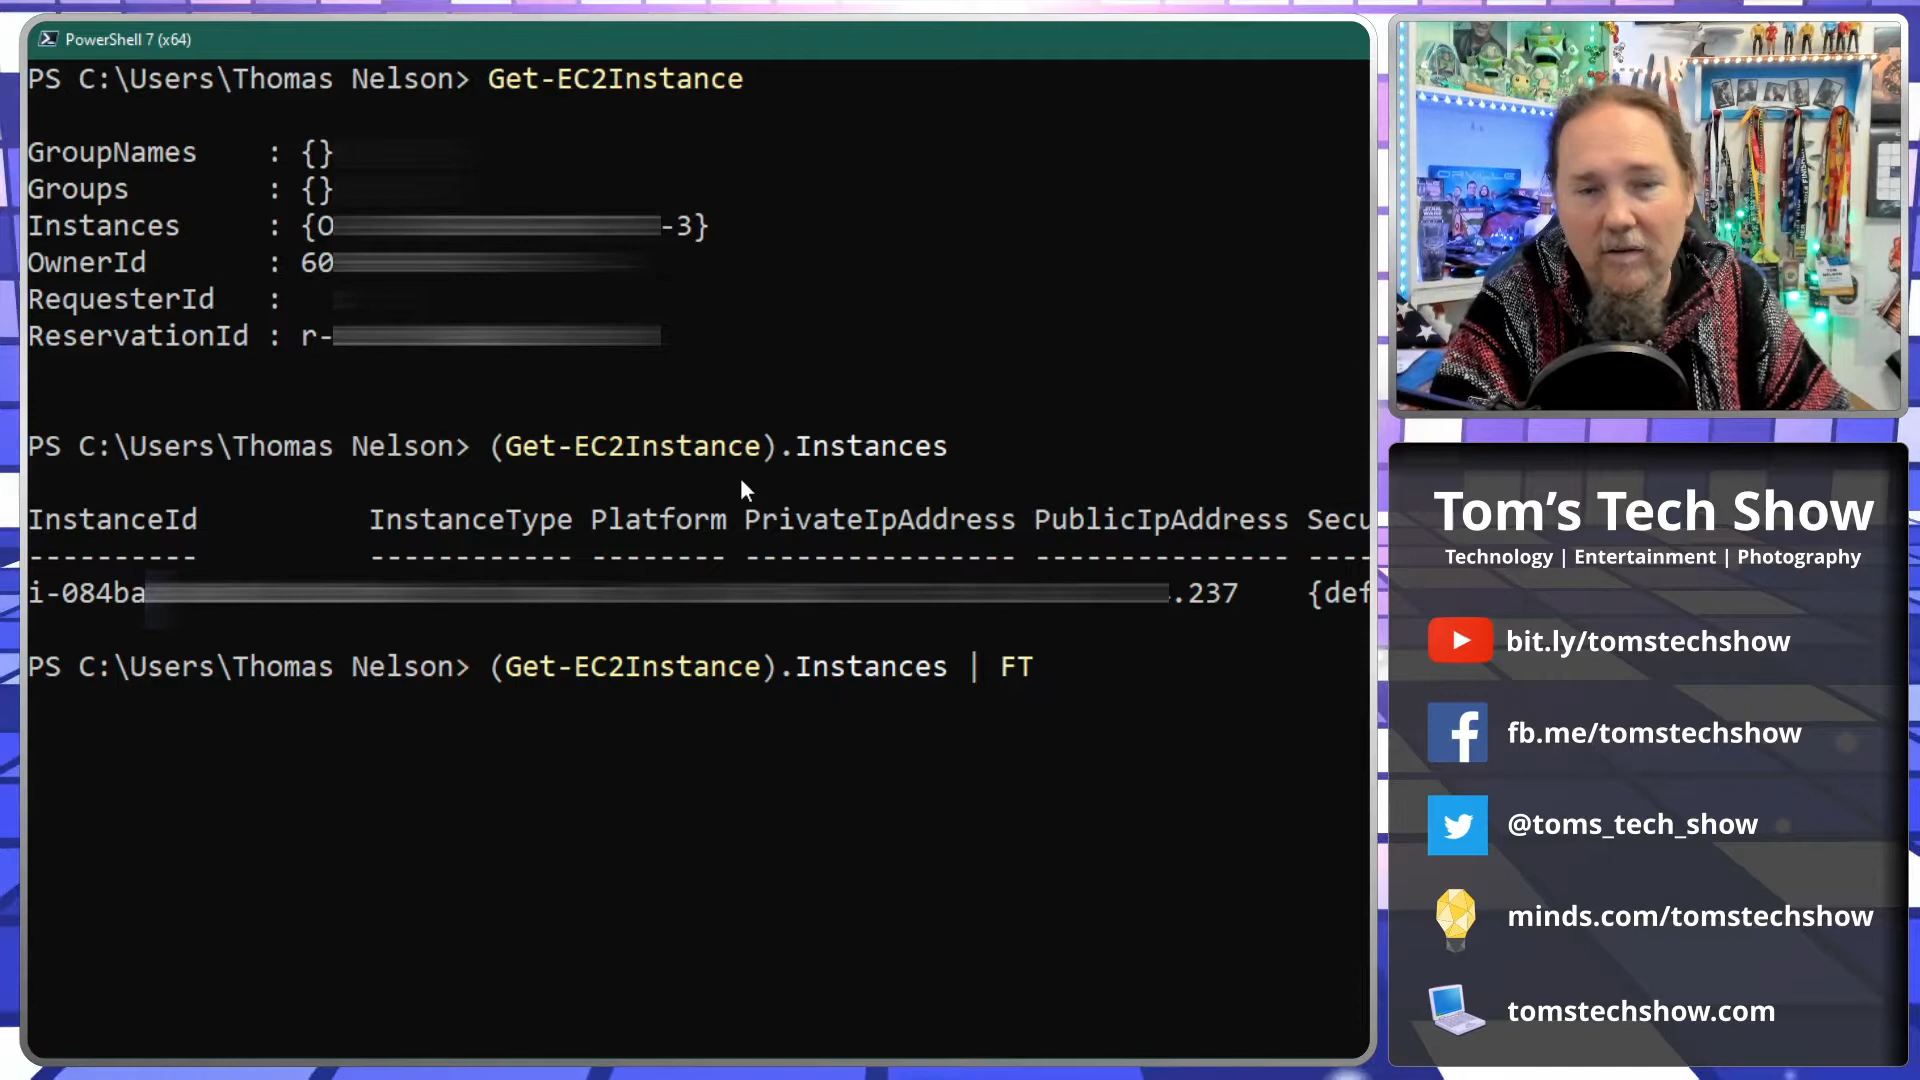 PowerShell 7 (x64)
PS C:\Users\Thomas Nelson> Get-EC2Instance
GroupNames : {}
Groups : {}
Instances : {O -3}
OwnerId : 60
RequesterId :
ReservationId : r-
PS C:\Users\Thomas Nelson> (Get-EC2Instance).Instances
InstanceId InstanceType Platform PrivateIpAddress PublicIpAddress Secu
---------- ------------ -------- ---------------- --------------- ----
i-084ba .237 {def
PS C:\Users\Thomas Nelson> (Get-EC2Instance).Instances | FT
ORVILLE
Tom's Tech Show
Technology | Entertainment | Photography
bit.ly/tomstechshow
fb.me/tomstechshow
@toms_tech_show
minds.com/tomstechshow
tomstechshow.com